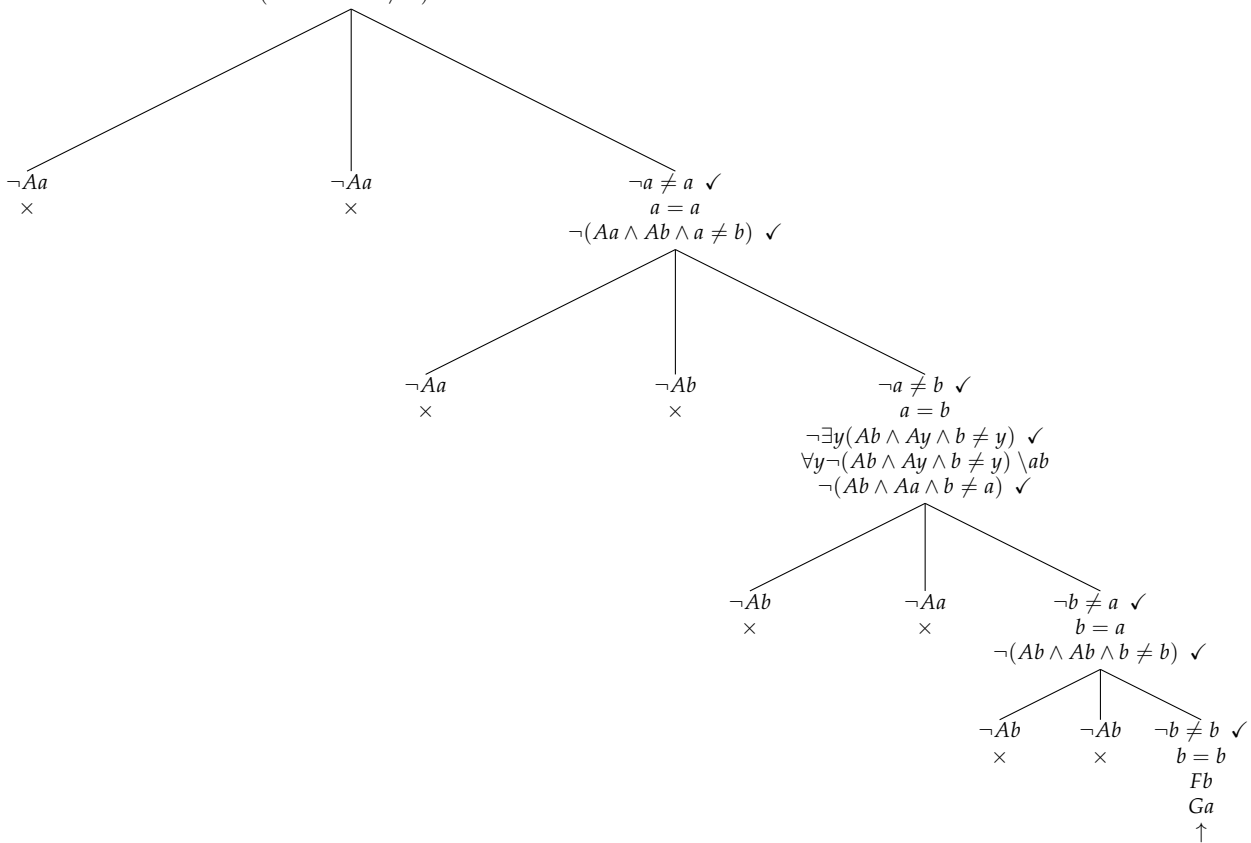 ¬Aa
×
¬Aa
×
¬a ≠ a ✓
a = a
¬(Aa ∧ Ab ∧ a ≠ b) ✓
¬Aa
×
¬Ab
×
¬a ≠ b ✓
a = b
¬∃y(Ab ∧ Ay ∧ b ≠ y) ✓
∀y¬(Ab ∧ Ay ∧ b ≠ y) \ab
¬(Ab ∧ Aa ∧ b ≠ a) ✓
¬Ab
×
¬Aa
×
¬b ≠ a ✓
b = a
¬(Ab ∧ Ab ∧ b ≠ b) ✓
¬Ab
×
¬Ab
×
¬b ≠ b ✓
b = b
Fb
Ga
↑